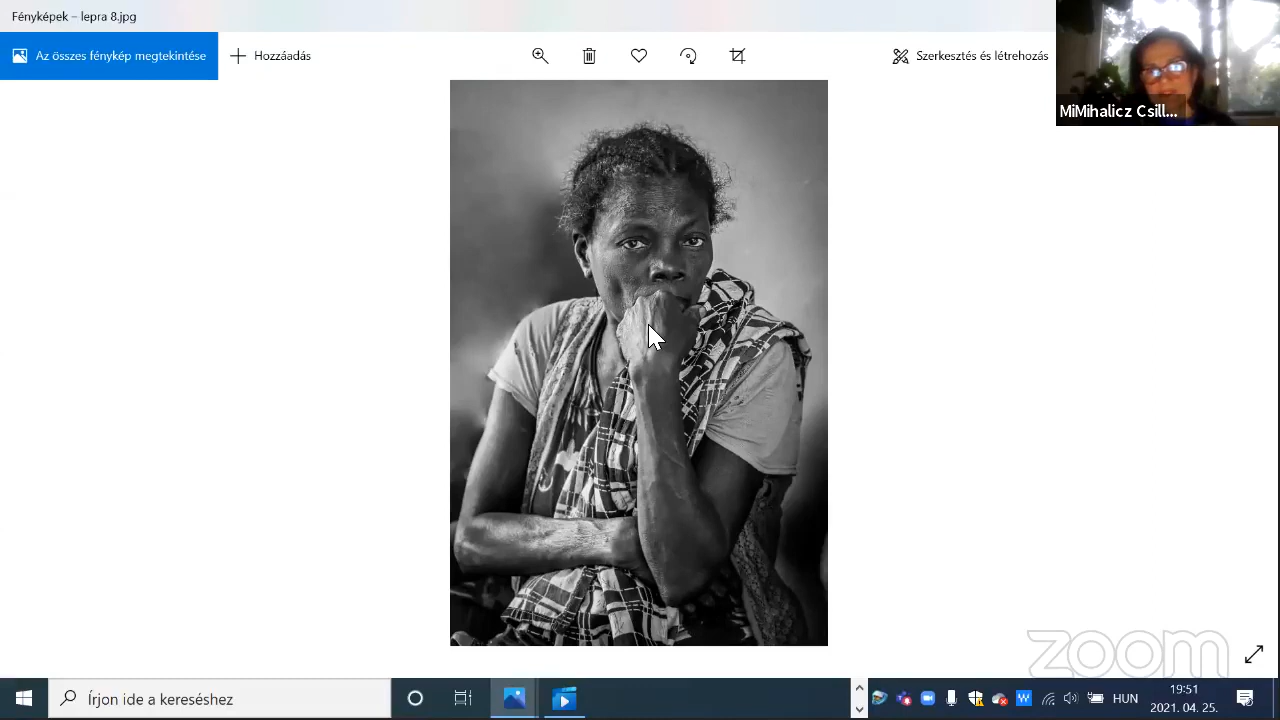 Fényképek – lepra 8.jpg
Az összes fénykép megtekintése
Hozzáadás
Szerkesztés és létrehozás
MiMihalicz Csill...
zoom
Írjon ide a kereséshez
W
HUN
19:51
2021. 04. 25.